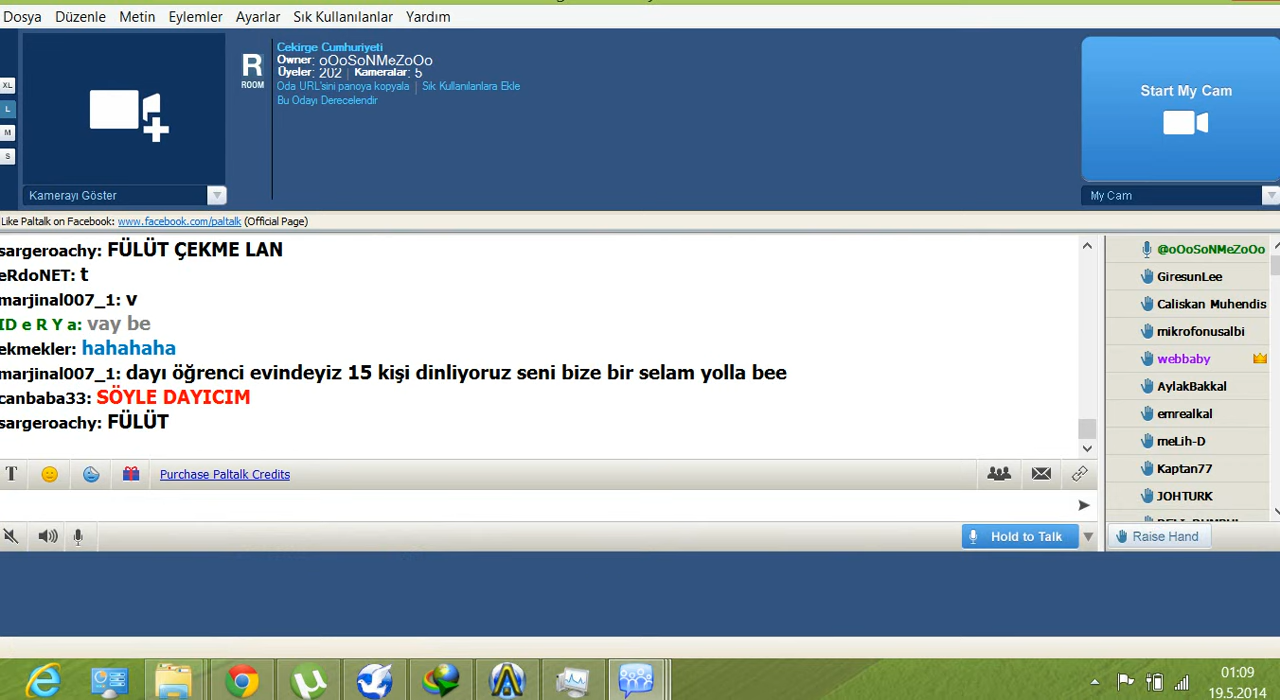 Dosya Düzenle Metin Eylemler Ayarlar Sık Kullanılanlar Yardım
XL
L
M
S
Kamerayı Göster
R
ROOM
Cekirge Cumhuriyeti
Owner: oOoSoNMeZoOo
Üyeler: 202 | Kameralar: 5
Oda URL'sini panoya kopyala | Sık Kullanılanlara Ekle
Bu Odayı Derecelendir
Start My Cam
My Cam
Like Paltalk on Facebook: www.facebook.com/paltalk (Official Page)
sargeroachy: FÜLÜT ÇEKME LAN
eRdoNET: t
marjinal007_1: v
ID e R Y a: vay be
ekmekler: hahahaha
marjinal007_1: dayı öğrenci evindeyiz 15 kişi dinliyoruz seni bize bir selam yolla bee
canbaba33: SÖYLE DAYICIM
sargeroachy: FÜLÜT
@oOoSoNMeZoOo
GiresunLee
Caliskan Muhendis
mikrofonusalbi
webbaby
AylakBakkal
emrealkal
meLih-D
Kaptan77
JOHTURK
T
Purchase Paltalk Credits
Hold to Talk
Raise Hand
01:09
19.5.2014